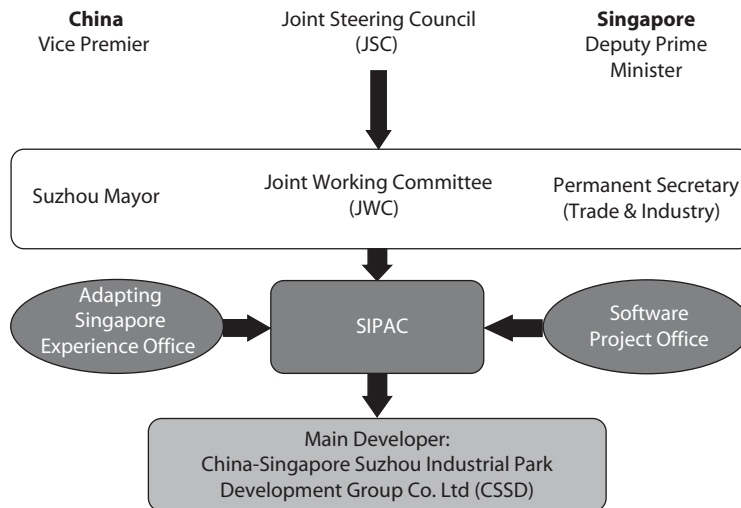 China
Vice Premier
Joint Steering Council
(JSC)
Singapore
Deputy Prime
Minister
Suzhou Mayor
Joint Working Committee
(JWC)
Permanent Secretary
(Trade & Industry)
Adapting
Singapore
Experience Office
SIPAC
Software
Project Office
Main Developer:
China-Singapore Suzhou Industrial Park
Development Group Co. Ltd (CSSD)